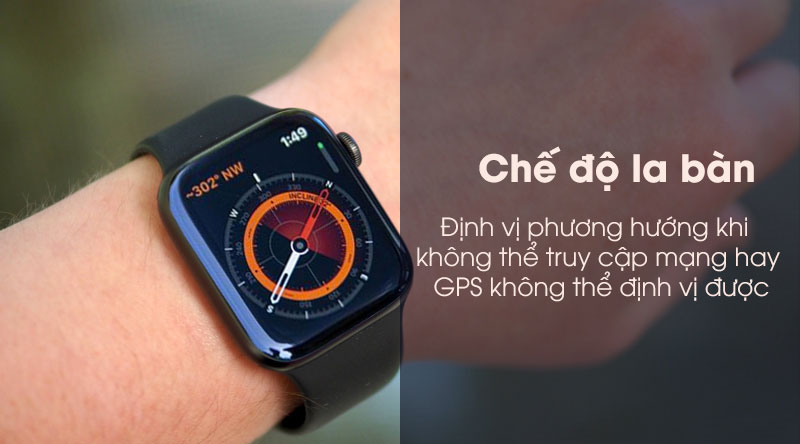 1:49
~302° NW
N
W
S
INCLINE
Chế độ la bàn
Định vị phương hướng khi
không thể truy cập mạng hay
GPS không thể định vị được